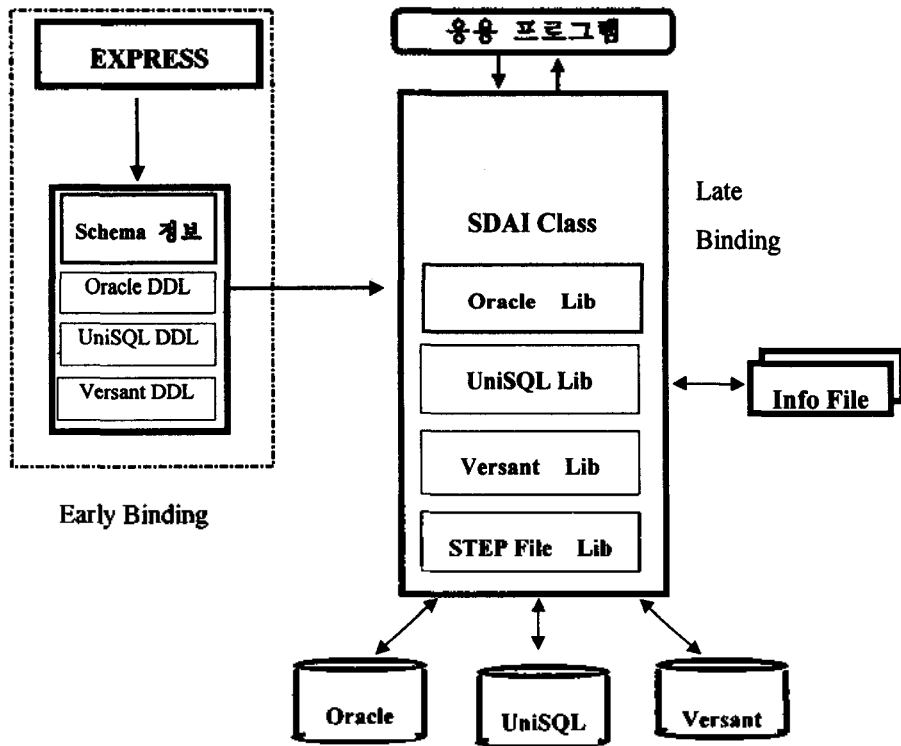 EXPRESS
Schema 정보
Oracle DDL
UniSQL DDL
Versant DDL
Early Binding
응용 프로그램
SDAI Class
Oracle Lib
UniSQL Lib
Versant Lib
STEP File Lib
Late
Binding
Info File
Oracle
UniSQL
Versant